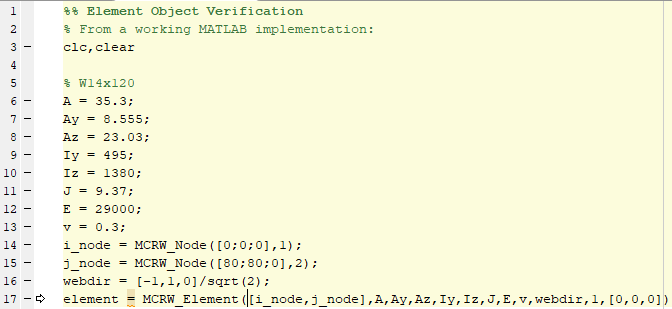 1 %% Element Object Verification
2 % From a working MATLAB implementation:
3 – clc,clear
4
5 % W14x120
6 – A = 35.3;
7 – Ay = 8.555;
8 – Az = 23.03;
9 – Iy = 495;
10 – Iz = 1380;
11 – J = 9.37;
12 – E = 29000;
13 – v = 0.3;
14 – i_node = MCRW_Node([0;0;0],1);
15 – j_node = MCRW_Node([80;80;0],2);
16 – webdir = [-1,1,0]/sqrt(2);
17 – element = MCRW_Element([i_node,j_node],A,Ay,Az,Iy,Iz,J,E,v,webdir,1,[0,0,0])